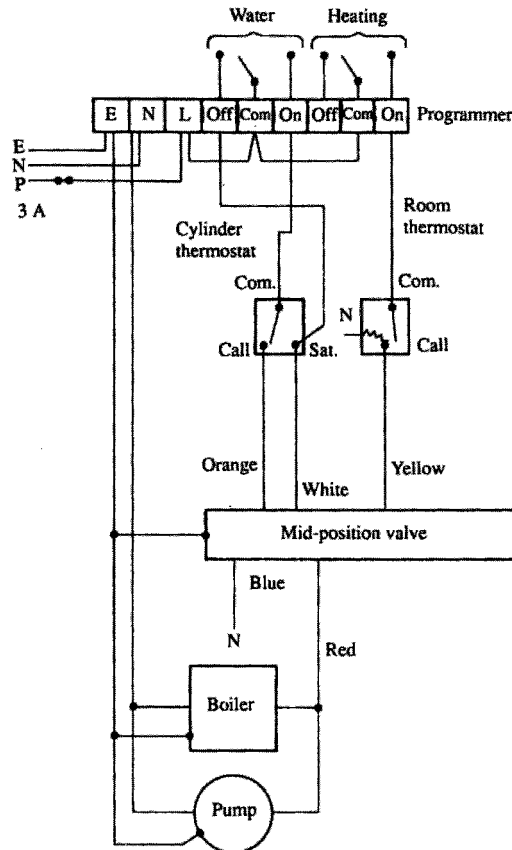 Water Heating
E N L Off Com On Off Com On Programmer
E
N
P
3 A
Cylinder
thermostat
Room
thermostat
Com. Com.
N
Call Sat. Call
Orange
White
Yellow
Mid-position valve
Blue
N
Red
Boiler
Pump